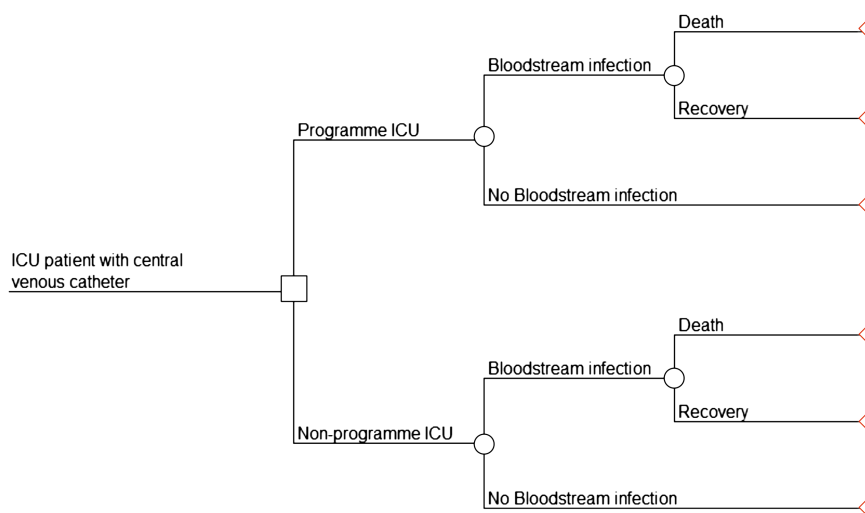 Death
Bloodstream infection
Recovery
Programme ICU
No Bloodstream infection
ICU patient with central
venous catheter
Death
Bloodstream infection
Recovery
Non-programme ICU
No Bloodstream infection